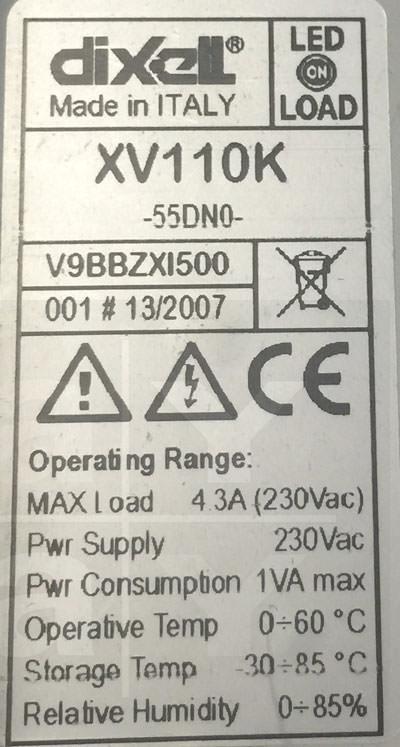 dixell®
Made in ITALY
LED
ON
LOAD
XV110K
-55DN0-
V9BBZXI500
001 # 13/2007
CE
Operating Range:
MAX Load 4.3A (230Vac)
Pwr Supply 230Vac
Pwr Consumption 1VA max
Operative Temp 0÷60 °C
Storage Temp -30÷85 °C
Relative Humidity 0÷85%